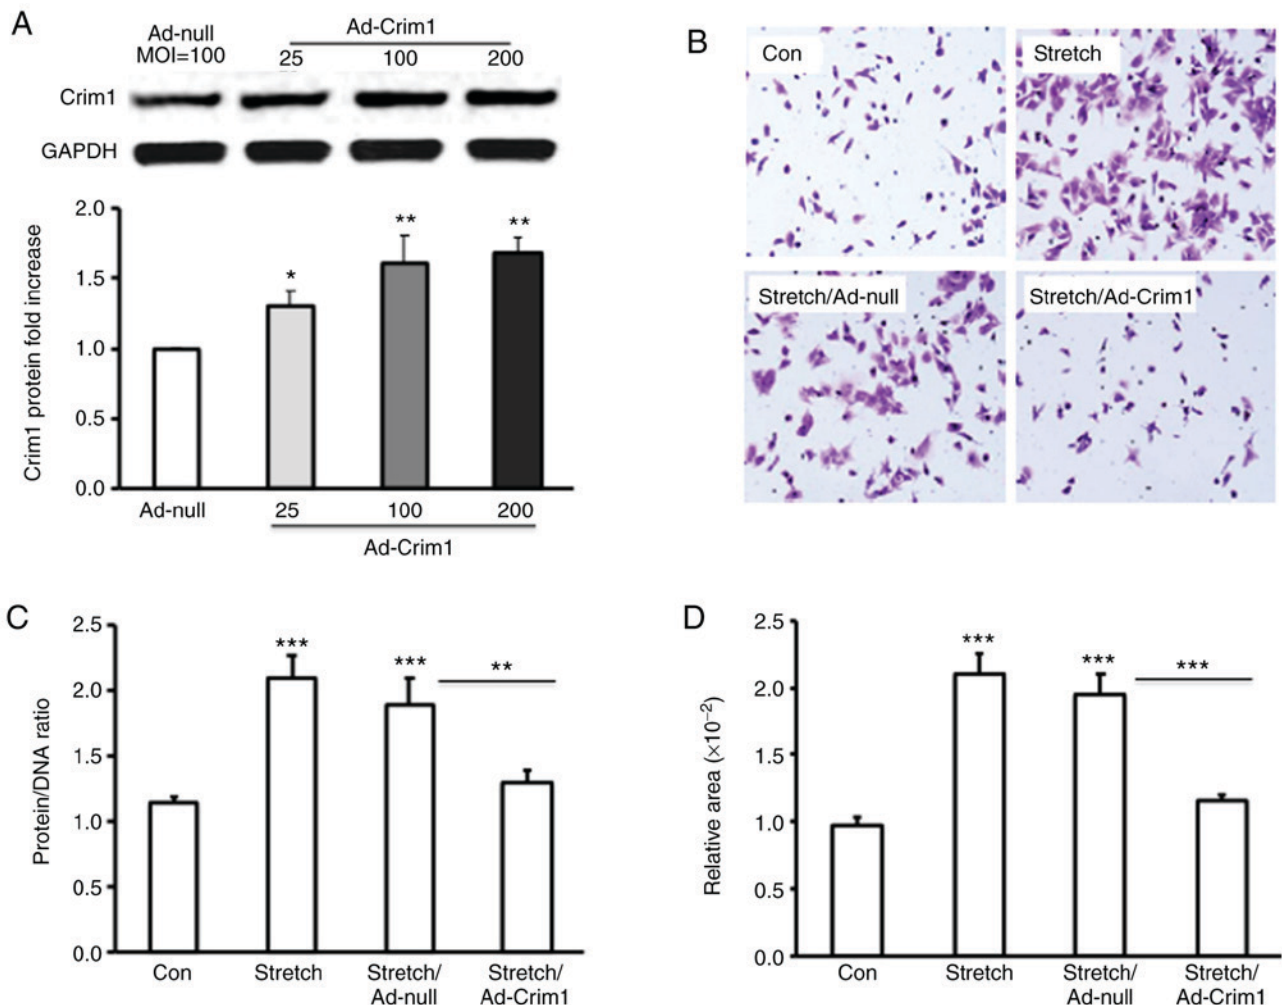 A
Ad-null
MOI=100
Ad-Crim1
25 100 200
Crim1
GAPDH
Crim1 protein fold increase
2.0
1.5
1.0
0.5
0.0
*
**
**
Ad-null 25 100 200
Ad-Crim1
B
Con
Stretch
Stretch/Ad-null
Stretch/Ad-Crim1
C
Protein/DNA ratio
2.5
2.0
1.5
1.0
0.5
0.0
***
***
**
Con Stretch Stretch/ Stretch/
Ad-null Ad-Crim1
D
Relative area (×10⁻²)
2.5
2.0
1.5
1.0
0.5
0.0
***
***
***
Con Stretch Stretch/ Stretch/
Ad-null Ad-Crim1